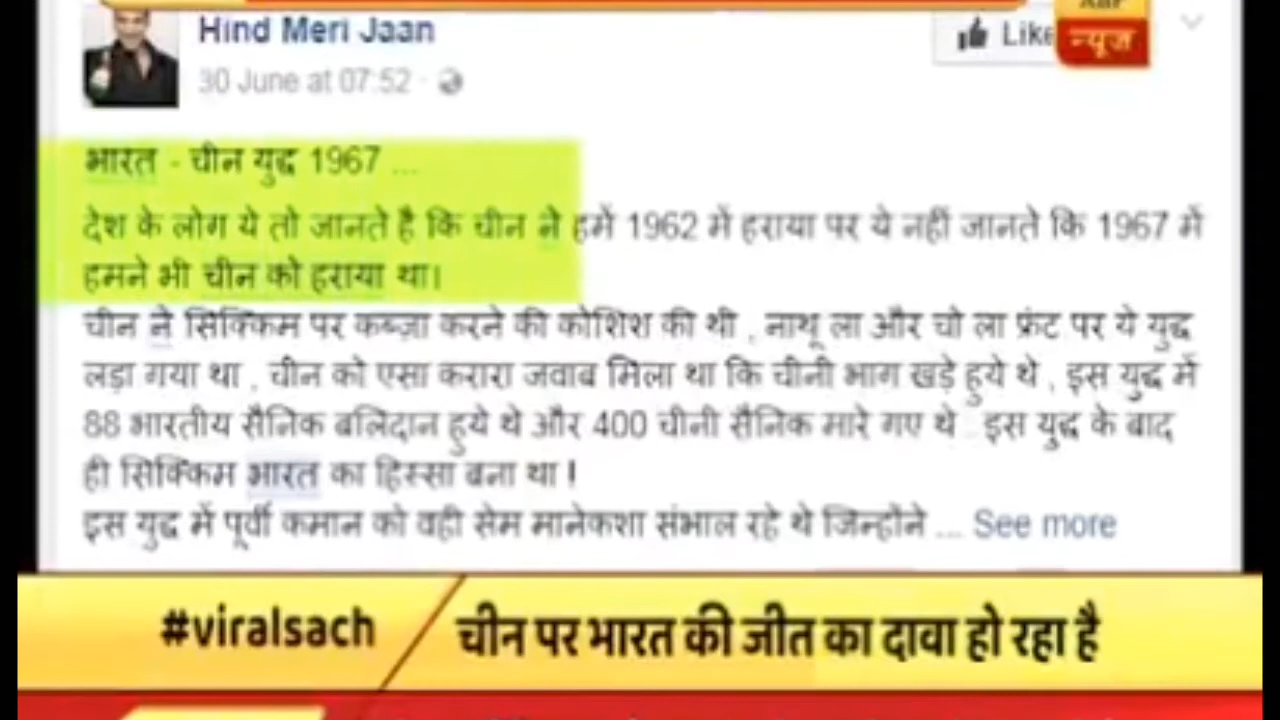 Hind Meri Jaan
Like
ABP
न्यूज़
30 June at 07:52
भारत - चीन युद्ध 1967 ...
देश के लोग ये तो जानते है कि चीन ने हमें 1962 में हराया पर ये नहीं जानते कि 1967 में
हमने भी चीन को हराया था।
चीन ने सिक्किम पर कब्ज़ा करने की कोशिश की थी , नाथू ला और चो ला फ्रंट पर ये युद्ध
लड़ा गया था , चीन को एसा करारा जवाब मिला था कि चीनी भाग खड़े हुये थे , इस युद्ध में
88 भारतीय सैनिक बलिदान हुये थे और 400 चीनी सैनिक मारे गए थे . इस युद्ध के बाद
ही सिक्किम भारत का हिस्सा बना था !
इस युद्ध में पूर्वी कमान को वही सेम मानेकशा संभाल रहे थे जिन्होने ... See more
#viralsach
चीन पर भारत की जीत का दावा हो रहा है